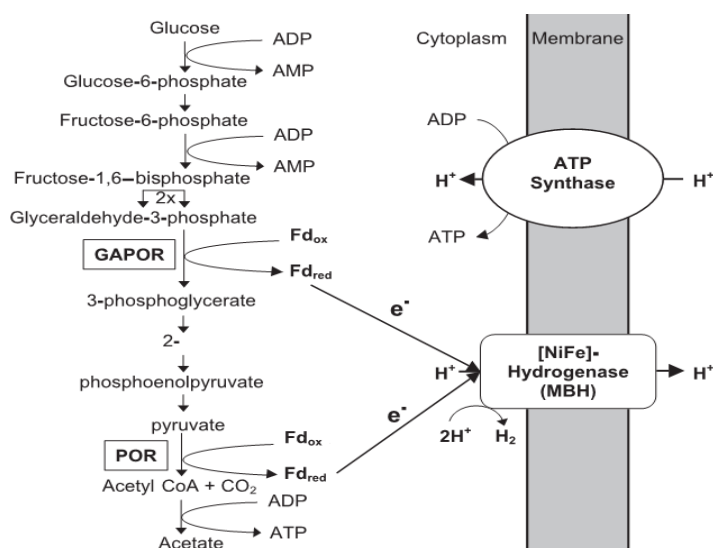 Glucose
ADP
AMP
Glucose-6-phosphate
Fructose-6-phosphate
ADP
AMP
Fructose-1,6-bisphosphate
2x
Glyceraldehyde-3-phosphate
GAPOR
Fdox
Fdred
3-phosphoglycerate
2-
phosphoenolpyruvate
pyruvate
POR
Fdox
Fdred
Acetyl CoA + CO2
ADP
ATP
Acetate
e-
e-
Cytoplasm
Membrane
ADP
ATP
Synthase
H+
H+
ATP
[NiFe]-
Hydrogenase
(MBH)
H+
H+
2H+
H2